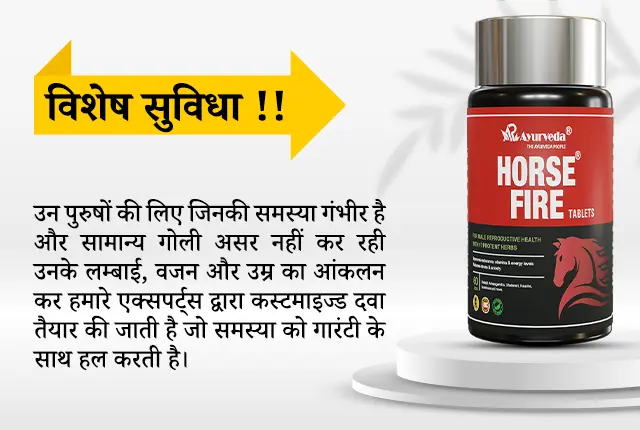 विशेष सुविधा !!
उन पुरुषों की लिए जिनकी समस्या गंभीर है
और सामान्य गोली असर नहीं कर रही
उनके लम्बाई, वजन और उम्र का आंकलन
कर हमारे एक्सपर्ट्स द्वारा कस्टमाइज्ड दवा
तैयार की जाती है जो समस्या को गारंटी के
साथ हल करती है।
Ayurveda®
THE AYURVEDA PEOPLE
HORSE®
FIRE TABLETS
FOR MALE REPRODUCTIVE HEALTH
60